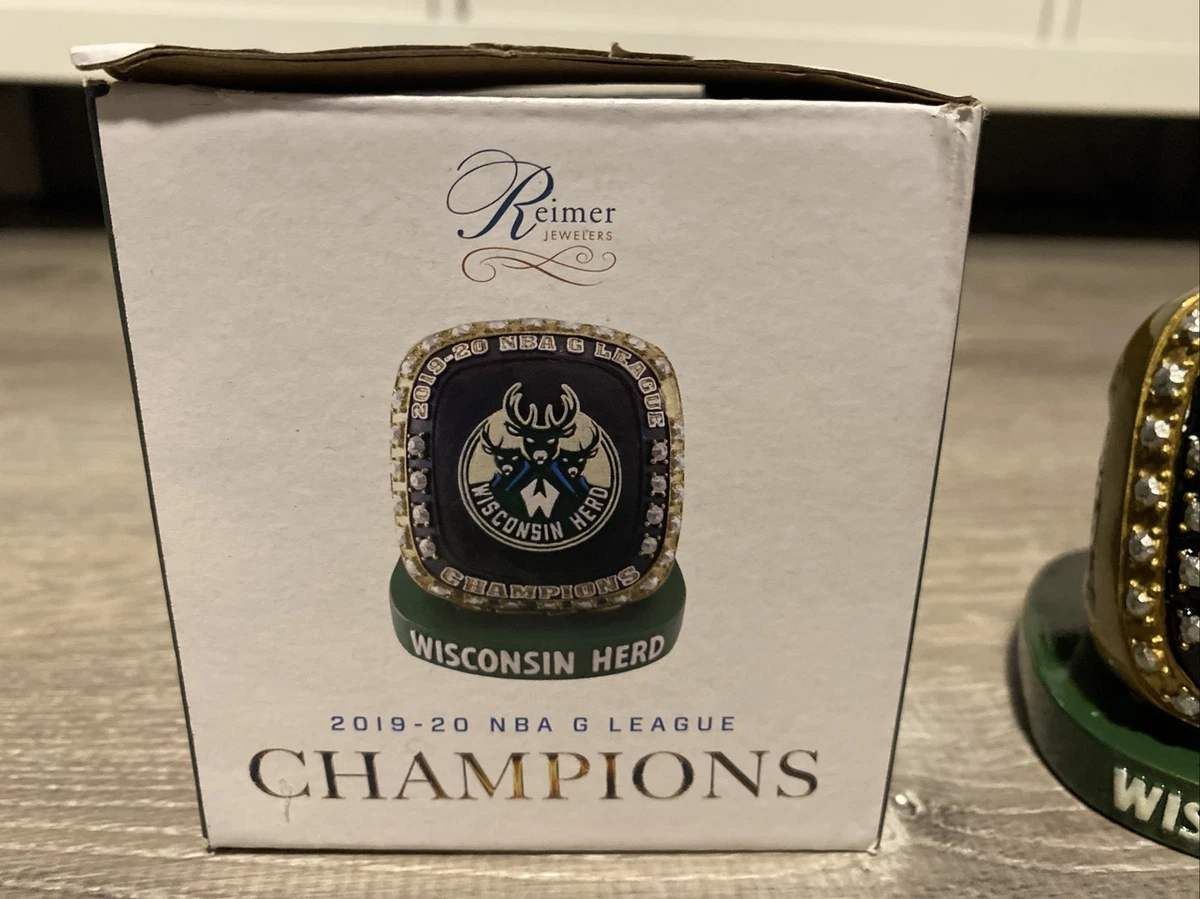 Reimer
JEWELERS
2019-20 NBA G LEAGUE
W
WISCONSIN HERD
CHAMPIONS
WISCONSIN HERD
2019-20 NBA G LEAGUE
CHAMPIONS
WIS